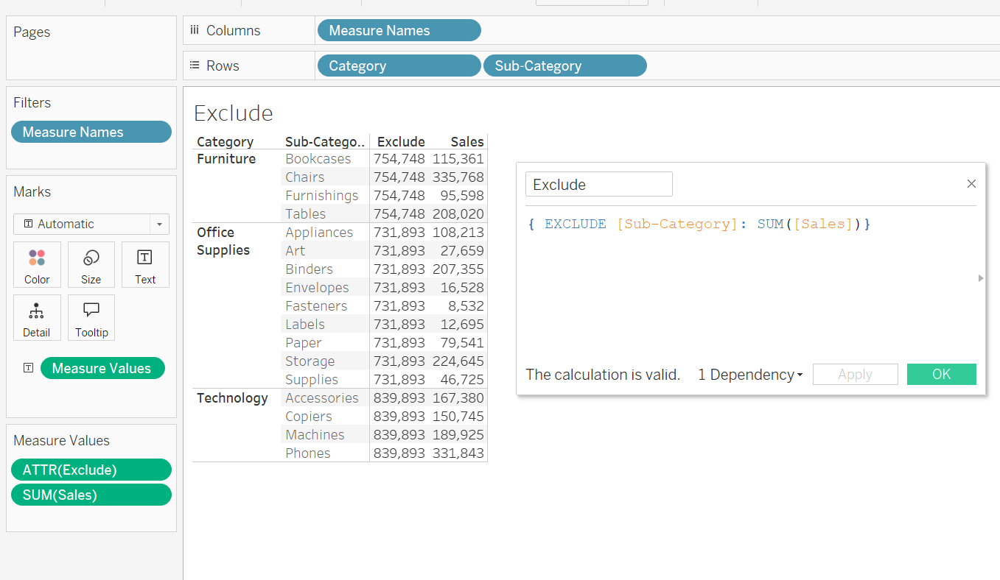 Pages
Columns
Measure Names
Rows
Category
Sub-Category
Filters
Measure Names
Marks
Automatic
Color
Size
Text
Detail
Tooltip
Measure Values
Measure Values
ATTR(Exclude)
SUM(Sales)
Exclude
Category Sub-Catego.. Exclude Sales
Furniture Bookcases 754,748 115,361
Chairs 754,748 335,768
Furnishings 754,748 95,598
Tables 754,748 208,020
Office Appliances 731,893 108,213
Supplies Art 731,893 27,659
Binders 731,893 207,355
Envelopes 731,893 16,528
Fasteners 731,893 8,532
Labels 731,893 12,695
Paper 731,893 79,541
Storage 731,893 224,645
Supplies 731,893 46,725
Technology Accessories 839,893 167,380
Copiers 839,893 150,745
Machines 839,893 189,925
Phones 839,893 331,843
Exclude
{ EXCLUDE [Sub-Category]: SUM([Sales])}
The calculation is valid.
1 Dependency
Apply
OK